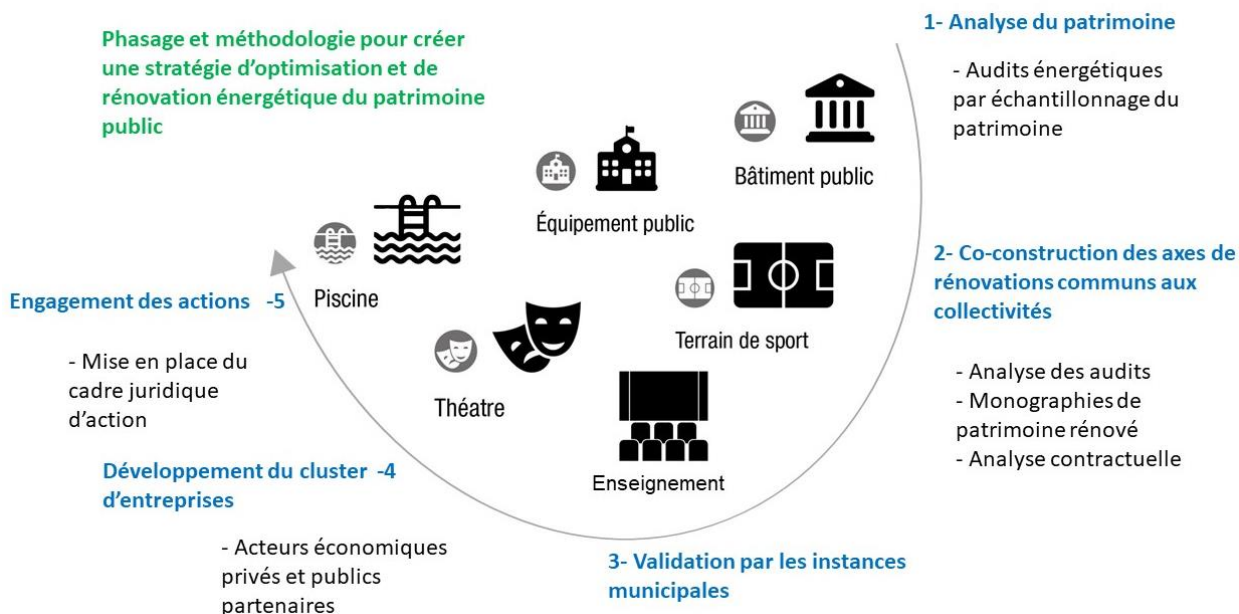 Phasage et méthodologie pour créer
une stratégie d'optimisation et de
rénovation énergétique du patrimoine
public
1- Analyse du patrimoine
- Audits énergétiques
par échantillonnage du
patrimoine
Bâtiment public
Équipement public
Piscine
Terrain de sport
Théatre
Enseignement
2- Co-construction des axes de
rénovations communs aux
collectivités
- Analyse des audits
- Monographies de
patrimoine rénové
- Analyse contractuelle
3- Validation par les instances
municipales
Développement du cluster -4
d'entreprises
- Acteurs économiques
privés et publics
partenaires
Engagement des actions -5
- Mise en place du
cadre juridique
d'action